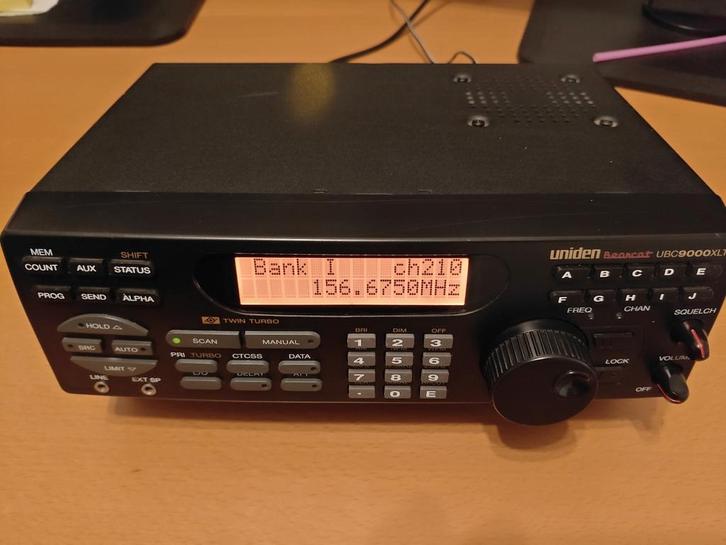 MEM
SHIFT
COUNT AUX STATUS
PROG SEND ALPHA
HOLD △
SRC AUTO
LIMIT ▽
LINE EXT SP
Bank I ch210
156.6750MHz
TWIN TURBO
SCAN MANUAL
PRI TURBO CTCSS DATA
L/O DELAY ATT
BRI DIM OFF
1 2 3
4 5 6
7 8 9
· 0 E
uniden Bearcat UBC9000XLT
A B C D E
F G H I J
FREQ CHAN SQUELCH
LOCK
VOLUME
OFF